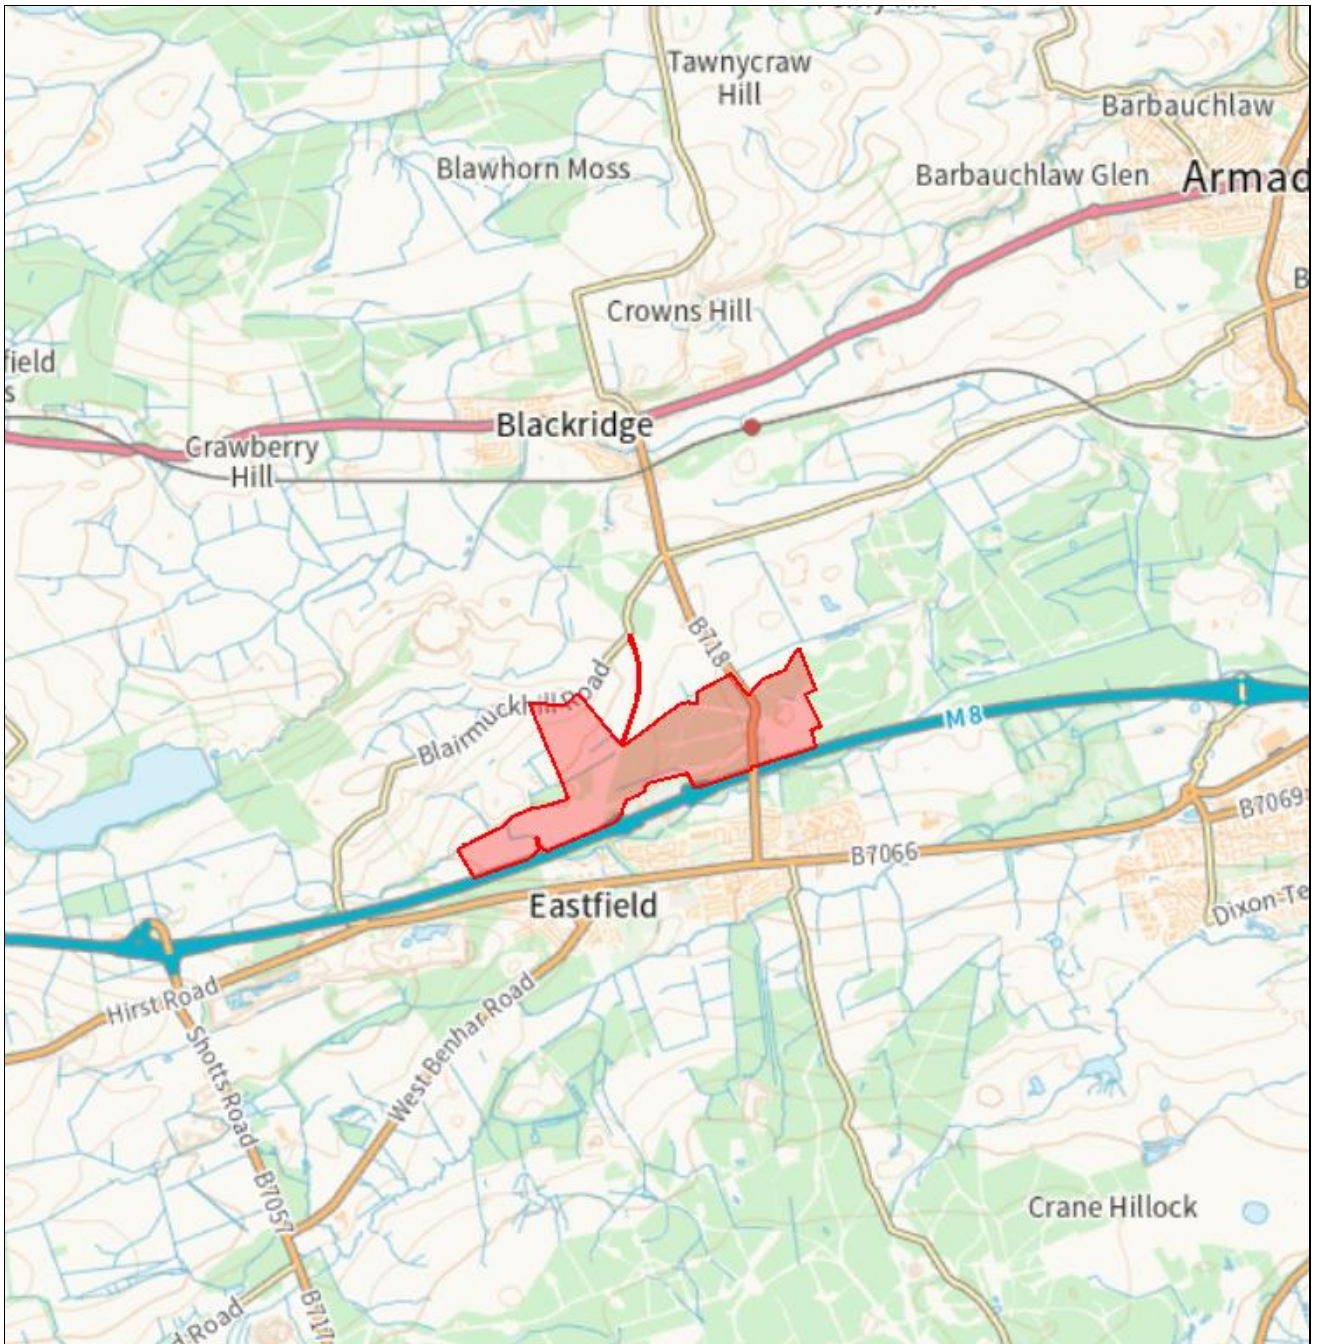 Tawnycraw
Hill
Barbauchlaw
Blawhorn Moss
Barbauchlaw Glen
Armad
Crowns Hill
field
s
B
Blackridge
Crawberry
Hill
B718
Blairmuckhill Road
M8
B7069
B7066
Eastfield
Dixon Te
Hirst Road
Shotts Road
West Benhar Road
B7057
Crane Hillock
B717
d Road